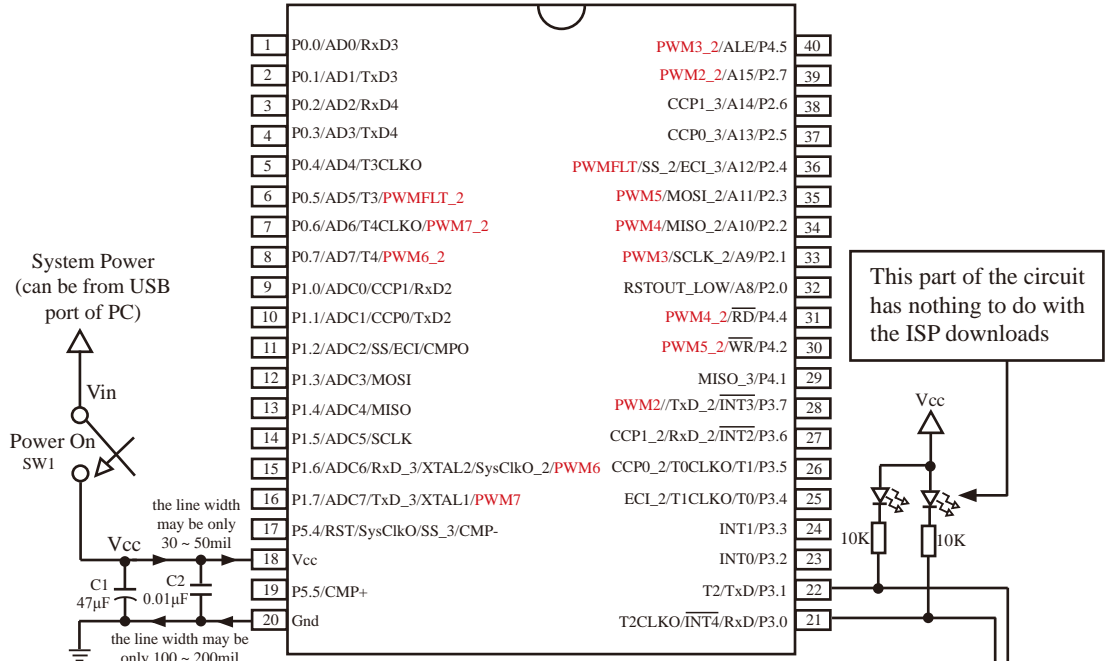 1 P0.0/AD0/RxD3
2 P0.1/AD1/TxD3
3 P0.2/AD2/RxD4
4 P0.3/AD3/TxD4
5 P0.4/AD4/T3CLKO
6 P0.5/AD5/T3/PWMFLT_2
7 P0.6/AD6/T4CLKO/PWM7_2
8 P0.7/AD7/T4/PWM6_2
9 P1.0/ADC0/CCP1/RxD2
10 P1.1/ADC1/CCP0/TxD2
11 P1.2/ADC2/SS/ECI/CMPO
12 P1.3/ADC3/MOSI
13 P1.4/ADC4/MISO
14 P1.5/ADC5/SCLK
15 P1.6/ADC6/RxD_3/XTAL2/SysClkO_2/PWM6
16 P1.7/ADC7/TxD_3/XTAL1/PWM7
17 P5.4/RST/SysClkO/SS_3/CMP-
18 Vcc
19 P5.5/CMP+
20 Gnd
PWM3_2/ALE/P4.5 40
PWM2_2/A15/P2.7 39
CCP1_3/A14/P2.6 38
CCP0_3/A13/P2.5 37
PWMFLT/SS_2/ECI_3/A12/P2.4 36
PWM5/MOSI_2/A11/P2.3 35
PWM4/MISO_2/A10/P2.2 34
PWM3/SCLK_2/A9/P2.1 33
RSTOUT_LOW/A8/P2.0 32
PWM4_2/RD/P4.4 31
PWM5_2/WR/P4.2 30
MISO_3/P4.1 29
PWM2//TxD_2/INT3/P3.7 28
CCP1_2/RxD_2/INT2/P3.6 27
CCP0_2/T0CLKO/T1/P3.5 26
ECI_2/T1CLKO/T0/P3.4 25
INT1/P3.3 24
INT0/P3.2 23
T2/TxD/P3.1 22
T2CLKO/INT4/RxD/P3.0 21
System Power
(can be from USB
port of PC)
Vin
Power On
SW1
the line width
may be only
30 ~ 50mil
Vcc
C1
47μF
C2
0.01μF
the line width may be
only 100 ~ 200mil
This part of the circuit
has nothing to do with
the ISP downloads
Vcc
10K
10K